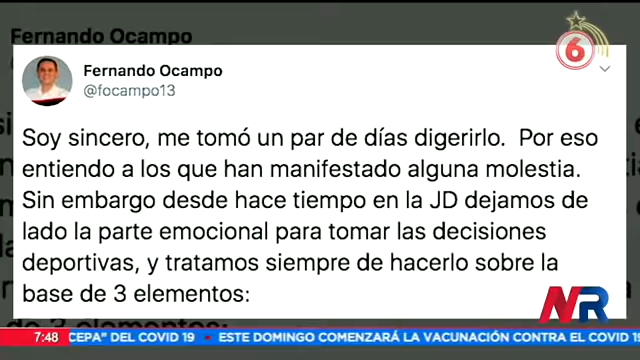 Fernando Ocampo
6
Fernando Ocampo
@focampo13
Soy sincero, me tomó un par de días digerirlo. Por eso
entiendo a los que han manifestado alguna molestia.
Sin embargo desde hace tiempo en la JD dejamos de
lado la parte emocional para tomar las decisiones
deportivas, y tratamos siempre de hacerlo sobre la
base de 3 elementos:
NR
7:48 CEPA" DEL COVID 19 ESTE DOMINGO COMENZARÁ LA VACUNACIÓN CONTRA EL COVID 19